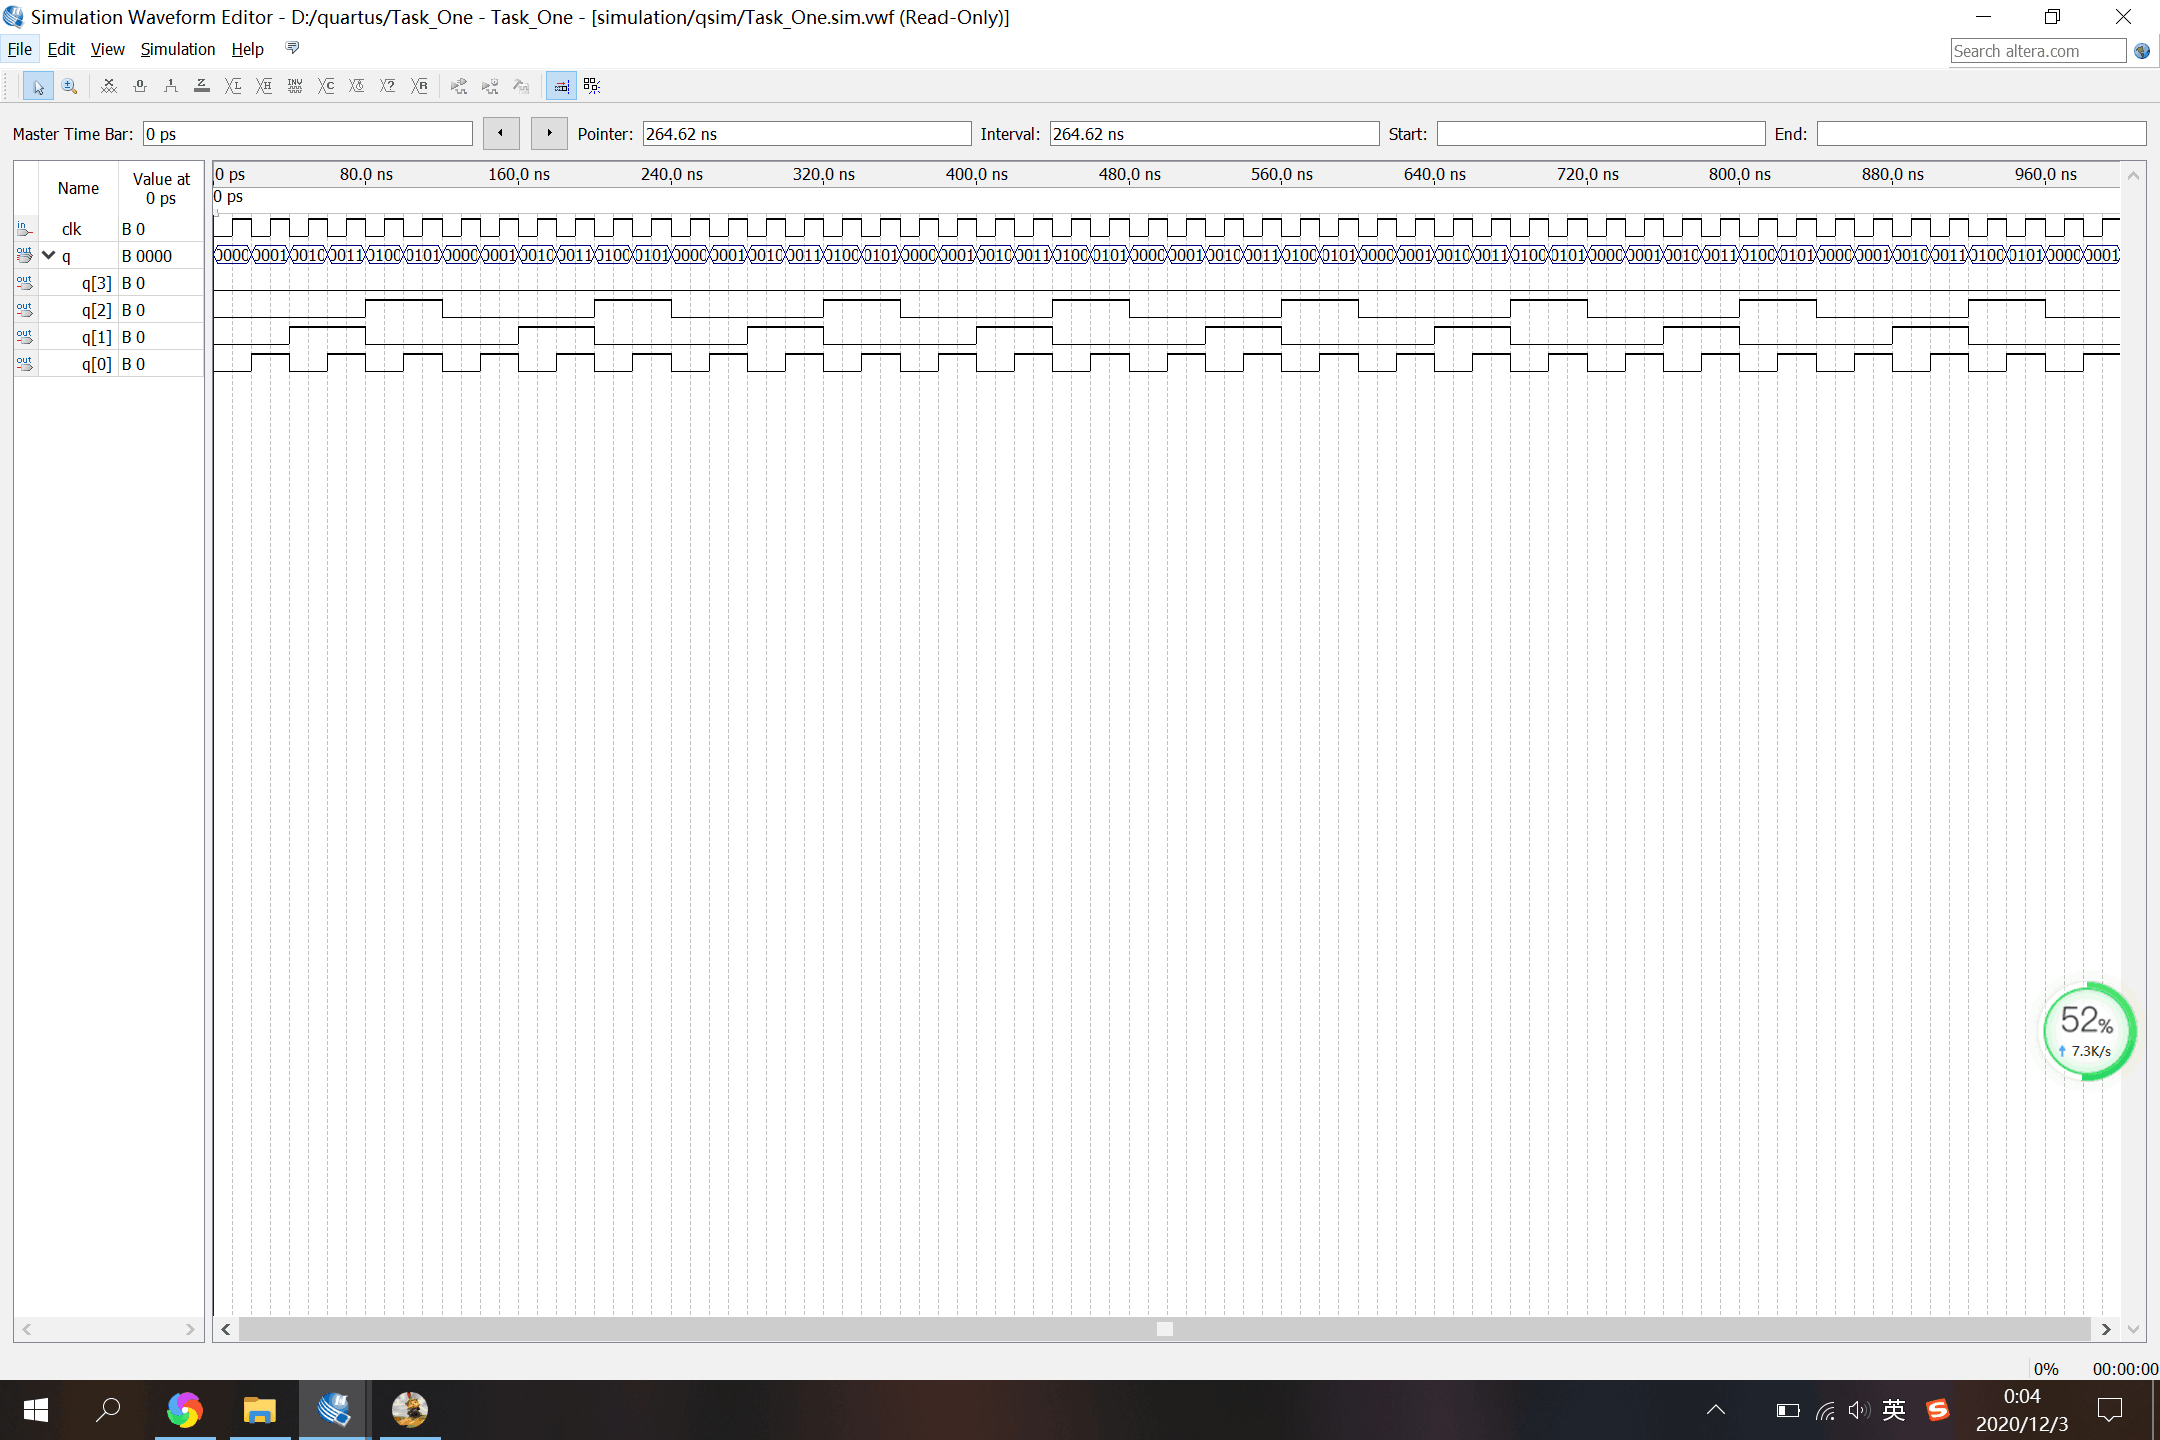 Simulation Waveform Editor - D:/quartus/Task_One - Task_One - [simulation/qsim/Task_One.sim.vwf (Read-Only)]
File Edit View Simulation Help
Search altera.com
Master Time Bar: 0 ps Pointer: 264.62 ns Interval: 264.62 ns Start: End:
Name Value at 0 ps
0 ps 80.0 ns 160.0 ns 240.0 ns 320.0 ns 400.0 ns 480.0 ns 560.0 ns 640.0 ns 720.0 ns 800.0 ns 880.0 ns 960.0 ns
0 ps
in clk B 0
out q B 0000 0000 0001 0010 0011 0100 0101 0000 0001 0010 0011 0100 0101 0000 0001 0010 0011 0100 0101 0000 0001 0010 0011 0100 0101 0000 0001 0010 0011 0100 0101 0000 0001 0010 0011 0100 0101 0000 0001 0010 0011 0100 0101 0000 0001 0010 0011 0100 0101 0000 0001
out q[3] B 0
out q[2] B 0
out q[1] B 0
out q[0] B 0
52%
7.3K/s
0% 00:00:00
英
0:04
2020/12/3